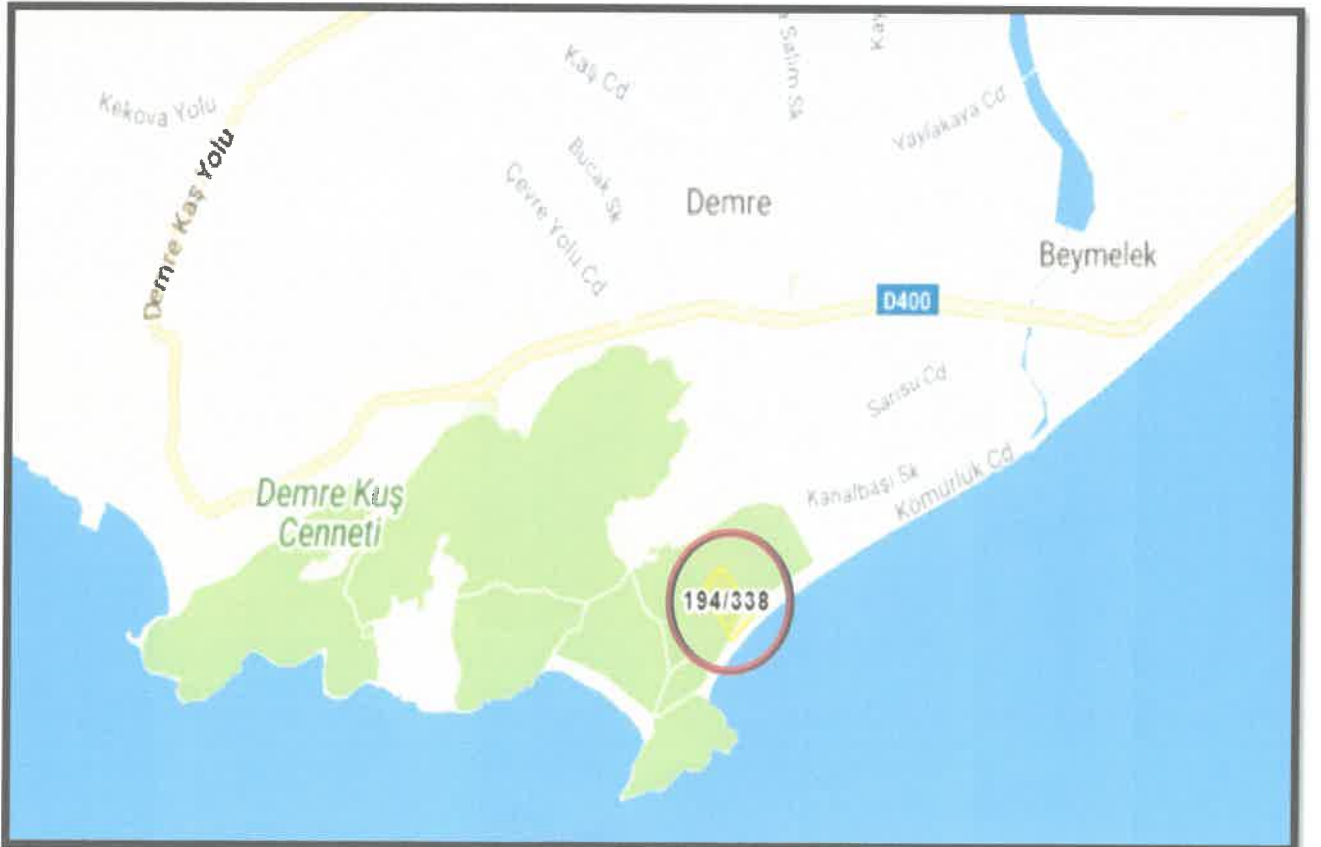 Kaş Cd
Salim Sk
Kekova Yolu
Yaylakaya Cd
Demre Kaş Yolu
Bucak Sk
Çevre Yolu Cd
Demre
Beymelek
D400
Sarısu Cd
Demre Kuş
Cenneti
Kanalbaşı Sk
Kömürlük Cd
194/338